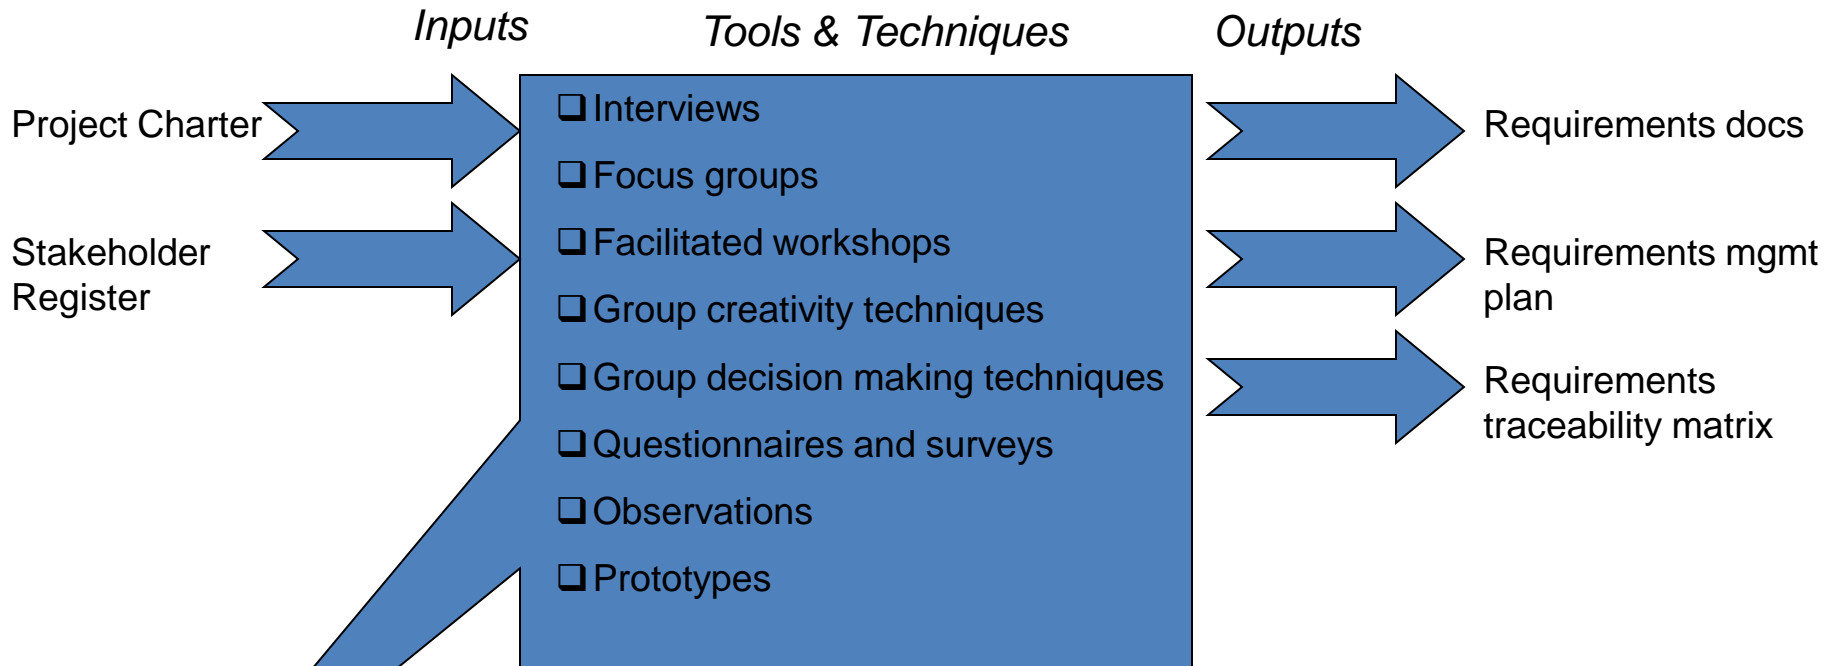 Inputs
Tools & Techniques
Outputs
Project Charter
Stakeholder
Register
❑ Interviews
❑ Focus groups
❑ Facilitated workshops
❑ Group creativity techniques
❑ Group decision making techniques
❑ Questionnaires and surveys
❑ Observations
❑ Prototypes
Requirements docs
Requirements mgmt
plan
Requirements
traceability matrix